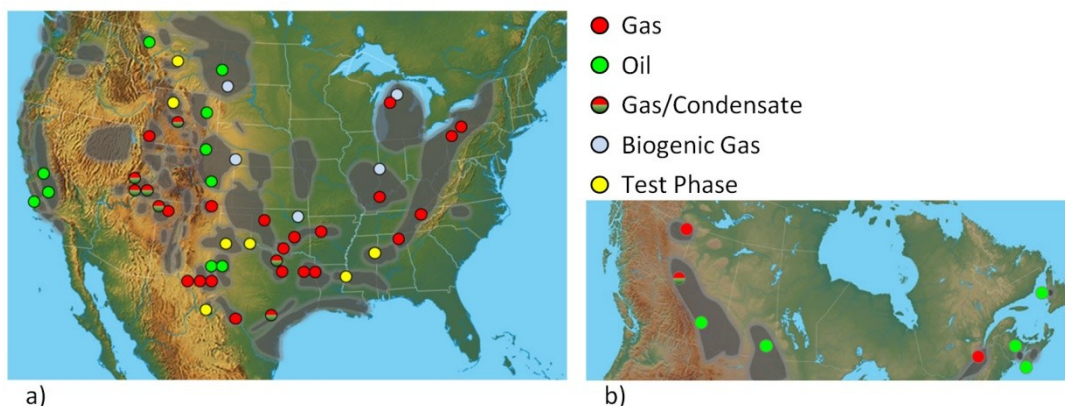 Gas
Oil
Gas/Condensate
Biogenic Gas
Test Phase
a)
b)